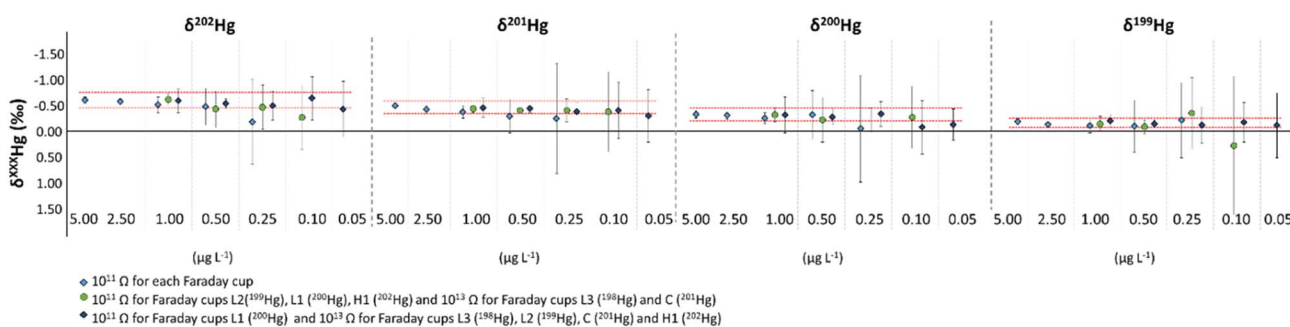 δ²⁰²Hg δ²⁰¹Hg δ²⁰⁰Hg δ¹⁹⁹Hg
δˣˣˣHg (‰)
-1.50
-1.00
-0.50
0.00
0.50
1.00
1.50
5.00 2.50 1.00 0.50 0.25 0.10 0.05 5.00 2.50 1.00 0.50 0.25 0.10 0.05 5.00 2.50 1.00 0.50 0.25 0.10 0.05 5.00 2.50 1.00 0.50 0.25 0.10 0.05
(µg L⁻¹) (µg L⁻¹) (µg L⁻¹) (µg L⁻¹)
10¹¹ Ω for each Faraday cup
10¹¹ Ω for Faraday cups L2(¹⁹⁹Hg), L1 (²⁰⁰Hg), H1 (²⁰²Hg) and 10¹³ Ω for Faraday cups L3 (¹⁹⁸Hg) and C (²⁰¹Hg)
10¹¹ Ω for Faraday cups L1 (²⁰⁰Hg) and 10¹³ Ω for Faraday cups L3 (¹⁹⁸Hg), L2 (¹⁹⁹Hg), C (²⁰¹Hg) and H1 (²⁰²Hg)